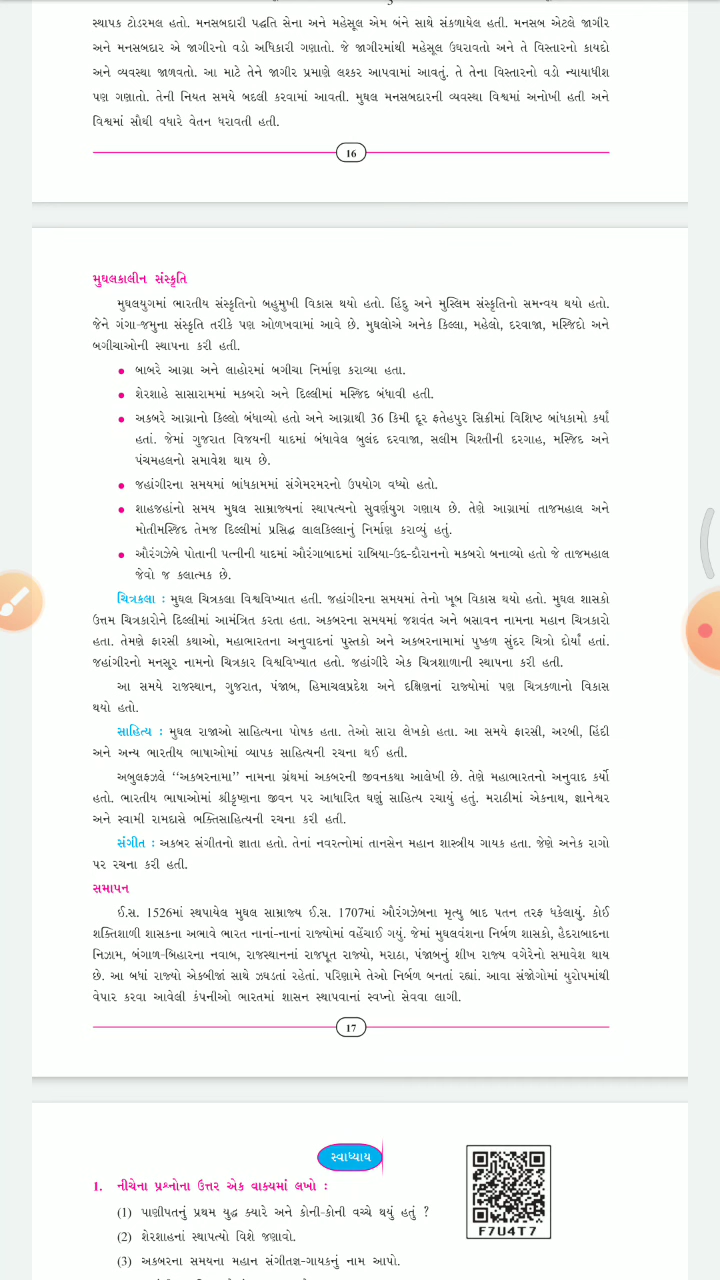 સ્થાપક ટોડરમલ હતો. મનસબદારી પદ્ધતિ સેના અને મહેસૂલ એમ બંને સાથે સંકળાયેલ હતી. મનસબ એટલે જાગીર
અને મનસબદાર એ જાગીરનો વડો અધિકારી ગણાતો. જે જાગીરમાંથી મહેસૂલ ઉઘરાવતો અને તે વિસ્તારનો કાયદો
અને વ્યવસ્થા જાળવતો. આ માટે તેને જાગીર પ્રમાણે લશ્કર આપવામાં આવતું. તે તેના વિસ્તારનો વડો ન્યાયાધીશ
પણ ગણાતો. તેની નિયત સમયે બદલી કરવામાં આવતી. મુઘલ મનસબદારની વ્યવસ્થા વિશ્વમાં અનોખી હતી અને
વિશ્વમાં સૌથી વધારે વેતન ધરાવતી હતી.
16
મુઘલકાલીન સંસ્કૃતિ
મુઘલયુગમાં ભારતીય સંસ્કૃતિનો બહુમુખી વિકાસ થયો હતો. હિંદુ અને મુસ્લિમ સંસ્કૃતિનો સમન્વય થયો હતો.
જેને ગંગા-જમુના સંસ્કૃતિ તરીકે પણ ઓળખવામાં આવે છે. મુઘલોએ અનેક કિલ્લા, મહેલો, દરવાજા, મસ્જિદો અને
બગીચાઓની સ્થાપના કરી હતી.
● બાબરે આગ્રા અને લાહોરમાં બગીચા નિર્માણ કરાવ્યા હતા.
● શેરશાહે સાસારામમાં મકબરો અને દિલ્લીમાં મસ્જિદ બંધાવી હતી.
● અકબરે આગ્રાનો કિલ્લો બંધાવ્યો હતો અને આગ્રાથી 36 કિમી દૂર ફતેહપુર સિક્રીમાં વિશિષ્ટ બાંધકામો કર્યાં
હતાં. જેમાં ગુજરાત વિજયની યાદમાં બંધાવેલ બુલંદ દરવાજા, સલીમ ચિશ્તીની દરગાહ, મસ્જિદ અને
પંચમહલનો સમાવેશ થાય છે.
● જહાંગીરના સમયમાં બાંધકામમાં સંગેમરમરનો ઉપયોગ વધ્યો હતો.
● શાહજહાંનો સમય મુઘલ સામ્રાજ્યનાં સ્થાપત્યનો સુવર્ણયુગ ગણાય છે. તેણે આગ્રામાં તાજમહાલ અને
મોતીમસ્જિદ તેમજ દિલ્લીમાં પ્રસિદ્ધ લાલકિલ્લાનું નિર્માણ કરાવ્યું હતું.
● ઔરંગઝેબે પોતાની પત્નીની યાદમાં ઔરંગાબાદમાં રાબિયા-ઉદ-દૌરાનનો મકબરો બનાવ્યો હતો જે તાજમહાલ
જેવો જ કલાત્મક છે.
ચિત્રકલા : મુઘલ ચિત્રકલા વિશ્વવિખ્યાત હતી. જહાંગીરના સમયમાં તેનો ખૂબ વિકાસ થયો હતો. મુઘલ શાસકો
ઉત્તમ ચિત્રકારોને દિલ્લીમાં આમંત્રિત કરતા હતા. અકબરના સમયમાં જશવંત અને બસાવન નામના મહાન ચિત્રકારો
હતા. તેમણે ફારસી કથાઓ, મહાભારતના અનુવાદનાં પુસ્તકો અને અકબરનામામાં પુષ્કળ સુંદર ચિત્રો દોર્યાં હતાં.
જહાંગીરનો મનસૂર નામનો ચિત્રકાર વિશ્વવિખ્યાત હતો. જહાંગીરે એક ચિત્રશાળાની સ્થાપના કરી હતી.
આ સમયે રાજસ્થાન, ગુજરાત, પંજાબ, હિમાચલપ્રદેશ અને દક્ષિણનાં રાજ્યોમાં પણ ચિત્રકળાનો વિકાસ
થયો હતો.
સાહિત્ય : મુઘલ રાજાઓ સાહિત્યના પોષક હતા. તેઓ સારા લેખકો હતા. આ સમયે ફારસી, અરબી, હિંદી
અને અન્ય ભારતીય ભાષાઓમાં વ્યાપક સાહિત્યની રચના થઈ હતી.
અબુલફઝલે ‘‘અકબરનામા’’ નામના ગ્રંથમાં અકબરની જીવનકથા આલેખી છે. તેણે મહાભારતનો અનુવાદ કર્યો
હતો. ભારતીય ભાષાઓમાં શ્રીકૃષ્ણના જીવન પર આધારિત ઘણું સાહિત્ય રચાયું હતું. મરાઠીમાં એકનાથ, જ્ઞાનેશ્વર
અને સ્વામી રામદાસે ભક્તિસાહિત્યની રચના કરી હતી.
સંગીત : અકબર સંગીતનો જ્ઞાતા હતો. તેનાં નવરત્નોમાં તાનસેન મહાન શાસ્ત્રીય ગાયક હતા. જેણે અનેક રાગો
પર રચના કરી હતી.
સમાપન
ઈ.સ. 1526માં સ્થપાયેલ મુઘલ સામ્રાજ્ય ઈ.સ. 1707માં ઔરંગઝેબના મૃત્યુ બાદ પતન તરફ ધકેલાયું. કોઈ
શક્તિશાળી શાસકના અભાવે ભારત નાનાં-નાનાં રાજ્યોમાં વહેંચાઈ ગયું. જેમાં મુઘલવંશના નિર્બળ શાસકો, હૈદરાબાદના
નિઝામ, બંગાળ-બિહારના નવાબ, રાજસ્થાનનાં રાજપૂત રાજ્યો, મરાઠા, પંજાબનું શીખ રાજ્ય વગેરેનો સમાવેશ થાય
છે. આ બધાં રાજ્યો એકબીજાં સાથે ઝઘડતાં રહેતાં. પરિણામે તેઓ નિર્બળ બનતાં રહ્યાં. આવા સંજોગોમાં યુરોપમાંથી
વેપાર કરવા આવેલી કંપનીઓ ભારતમાં શાસન સ્થાપવાનાં સ્વપ્નો સેવવા લાગી.
17
સ્વાધ્યાય
1. નીચેના પ્રશ્નોના ઉત્તર એક વાક્યમાં લખો :
(1) પાણીપતનું પ્રથમ યુદ્ધ ક્યારે અને કોની-કોની વચ્ચે થયું હતું ?
(2) શેરશાહનાં સ્થાપત્યો વિશે જણાવો.
F7U4T7
(3) અકબરના સમયના મહાન સંગીતજ્ઞ-ગાયકનું નામ આપો.